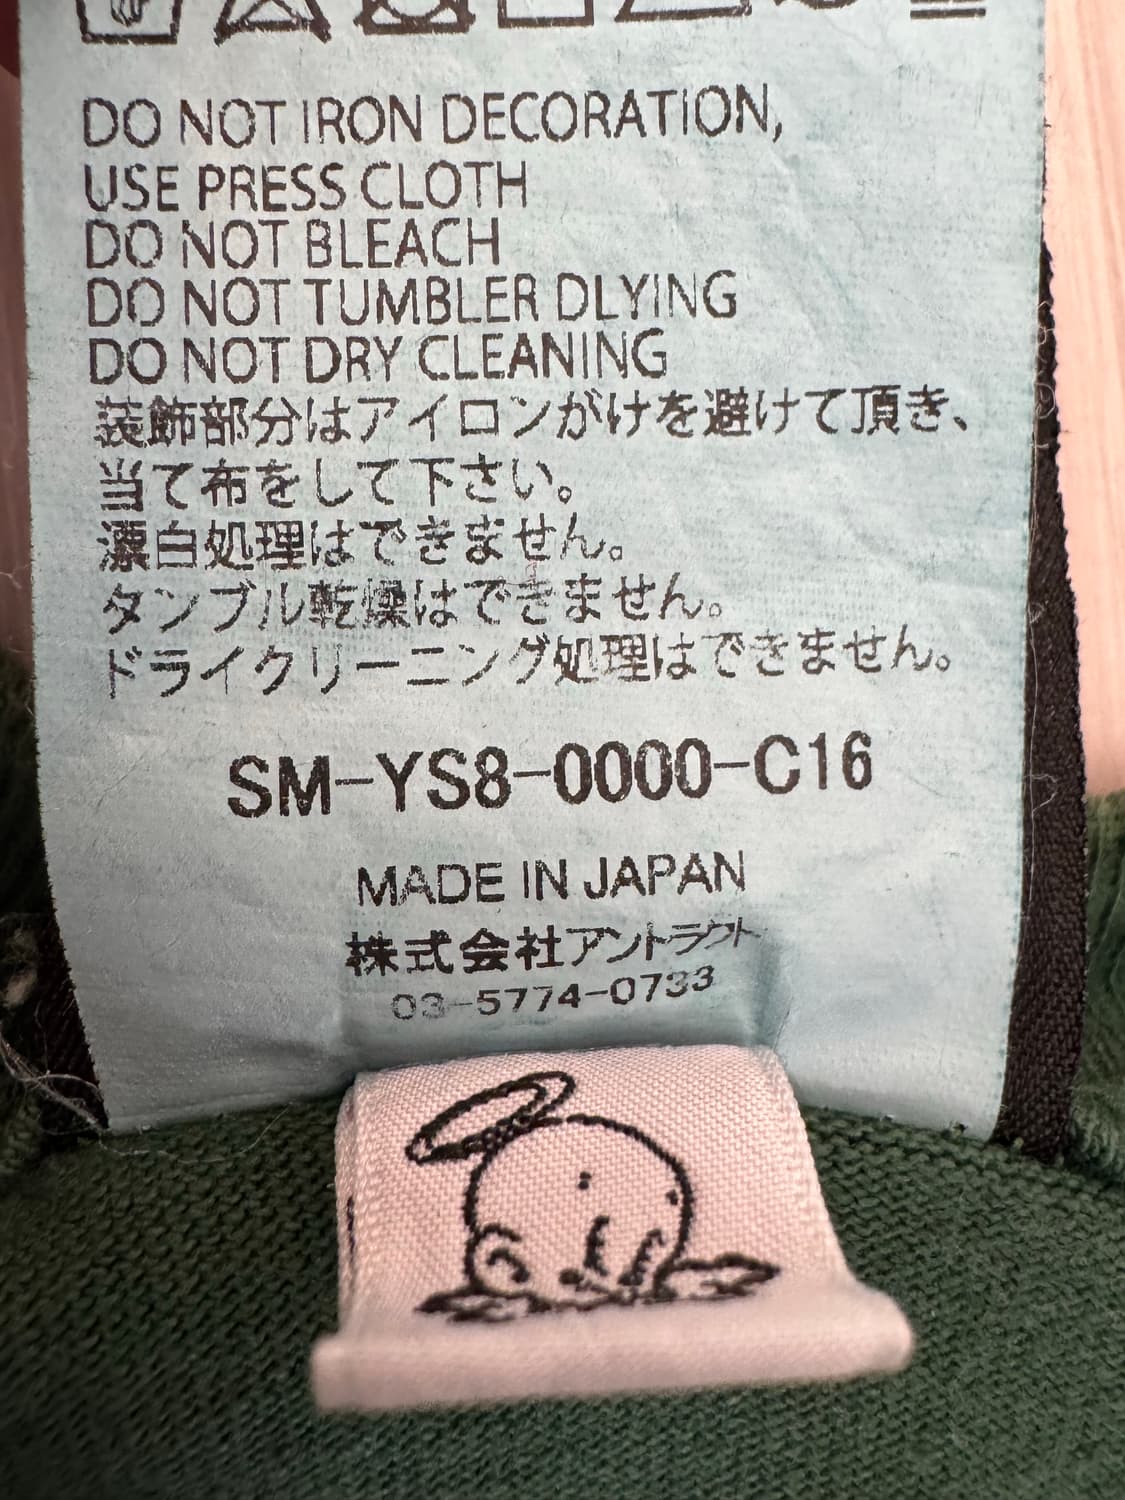 DO NOT IRON DECORATION,
USE PRESS CLOTH
DO NOT BLEACH
DO NOT TUMBLER DLYING
DO NOT DRY CLEANING
装飾部分はアイロンがけを避けて頂き、
当て布をして下さい。
漂白処理はできません。
タンブル乾燥はできません。
ドライクリーニング処理はできません。
SM-YS8-0000-C16
MADE IN JAPAN
株式会社アントラクト
03-5774-0733